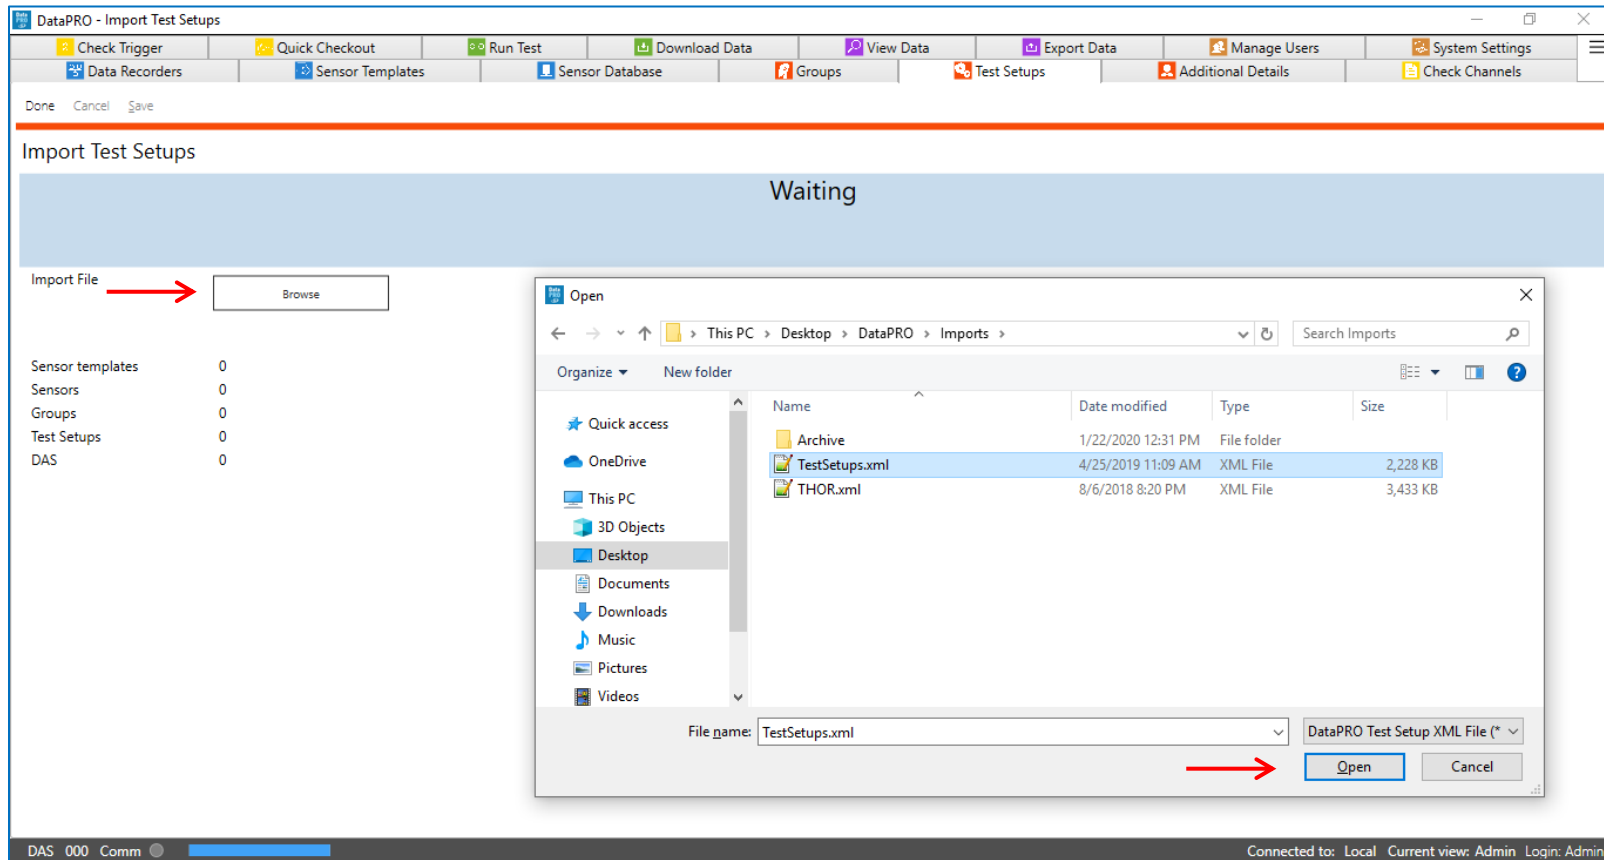 DataPRO - Import Test Setups
Check Trigger Quick Checkout Run Test Download Data View Data Export Data Manage Users System Settings
Data Recorders Sensor Templates Sensor Database Groups Test Setups Additional Details Check Channels
Done Cancel Save
Import Test Setups
Waiting
Import File
Browse
Sensor templates 0
Sensors 0
Groups 0
Test Setups 0
DAS 0
Open
This PC > Desktop > DataPRO > Imports >
Search Imports
Organize New folder
Name Date modified Type Size
Quick access
OneDrive
This PC
3D Objects
Desktop
Documents
Downloads
Music
Pictures
Videos
Archive 1/22/2020 12:31 PM File folder
TestSetups.xml 4/25/2019 11:09 AM XML File 2,228 KB
THOR.xml 8/6/2018 8:20 PM XML File 3,433 KB
File name: TestSetups.xml DataPRO Test Setup XML File (*
Open Cancel
DAS 000 Comm Connected to: Local Current view: Admin Login: Admin